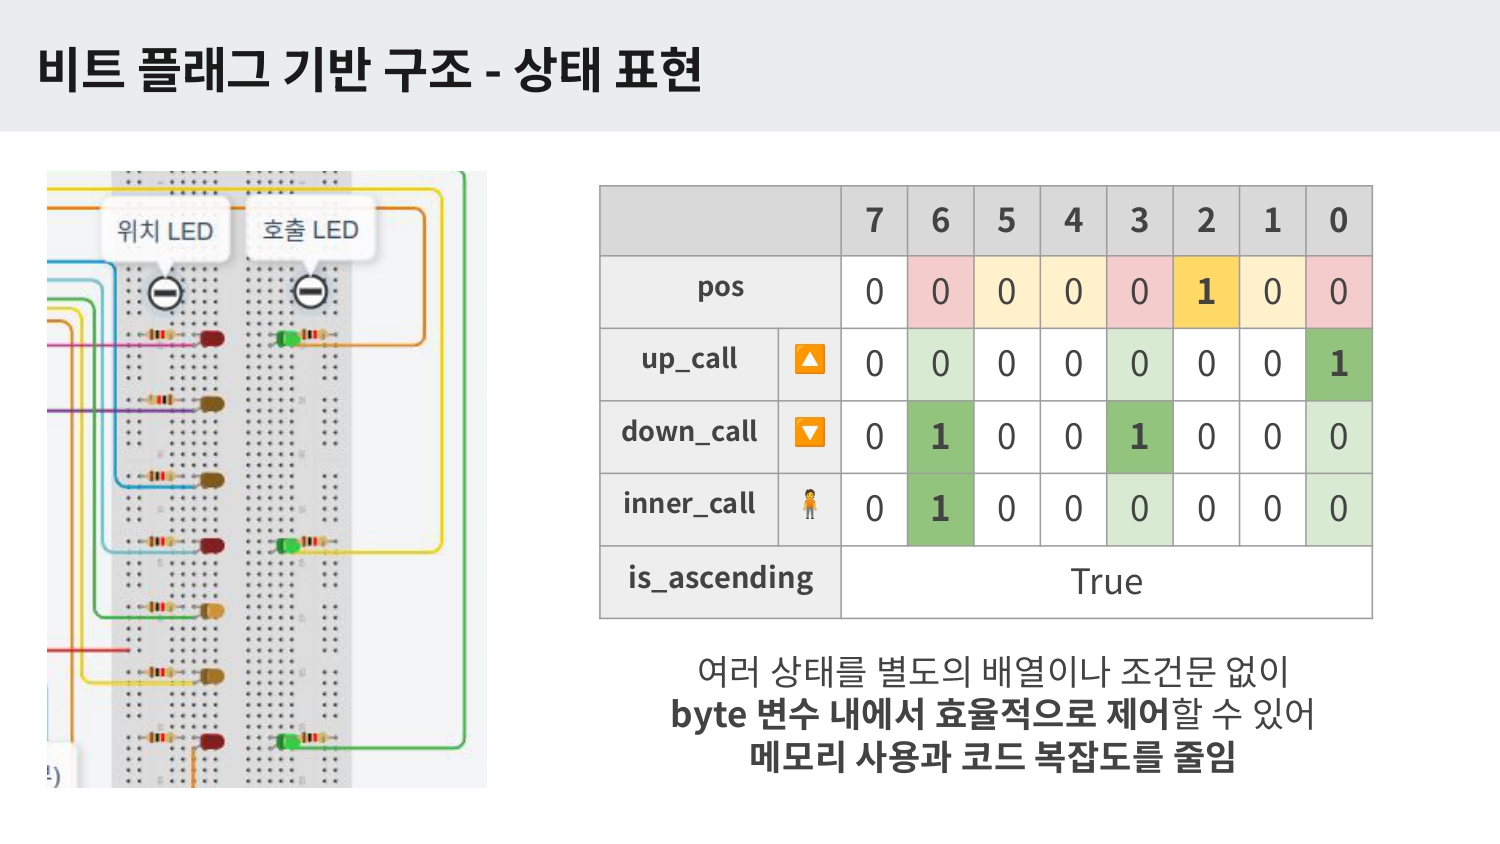 비트 플래그 기반 구조 - 상태 표현
위치 LED
호출 LED
7 6 5 4 3 2 1 0
pos 0 0 0 0 0 1 0 0
up_call 🔼 0 0 0 0 0 0 0 1
down_call 🔽 0 1 0 0 1 0 0 0
inner_call 🧍 0 1 0 0 0 0 0 0
is_ascending True
여러 상태를 별도의 배열이나 조건문 없이
byte 변수 내에서 효율적으로 제어할 수 있어
메모리 사용과 코드 복잡도를 줄임